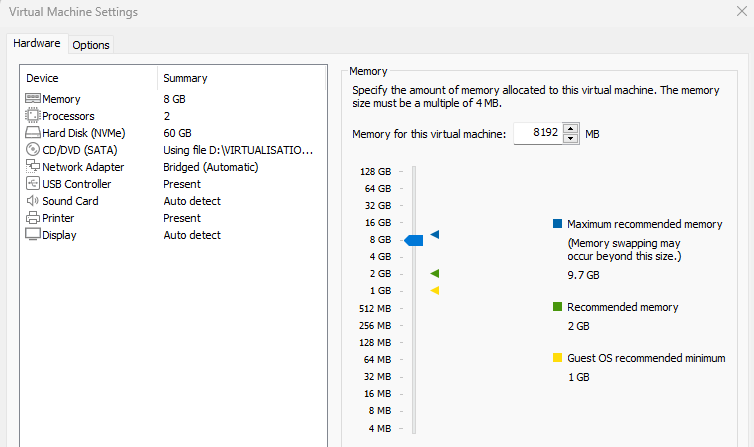 Virtual Machine Settings
Hardware Options
Device Summary
Memory 8 GB
Processors 2
Hard Disk (NVMe) 60 GB
CD/DVD (SATA) Using file D:\VIRTUALISATIO...
Network Adapter Bridged (Automatic)
USB Controller Present
Sound Card Auto detect
Printer Present
Display Auto detect
Memory
Specify the amount of memory allocated to this virtual machine. The memory
size must be a multiple of 4 MB.
Memory for this virtual machine: 8192 MB
128 GB
64 GB
32 GB
16 GB
8 GB
4 GB
2 GB
1 GB
512 MB
256 MB
128 MB
64 MB
32 MB
16 MB
8 MB
4 MB
Maximum recommended memory
(Memory swapping may
occur beyond this size.)
9.7 GB
Recommended memory
2 GB
Guest OS recommended minimum
1 GB